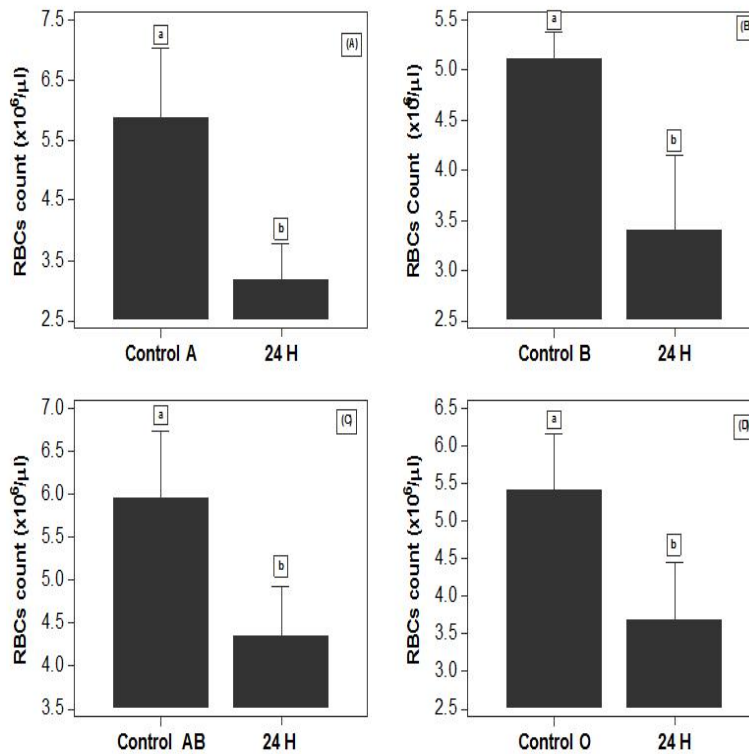 7.5
6.5
5.5
4.5
3.5
2.5
RBCs count (x10⁶/µl)
a
b
(A)
Control A 24 H
5.5
5.0
4.5
4.0
3.5
3.0
2.5
RBCs Count (x10⁶/µl)
a
b
(B
Control B 24 H
7.0
6.5
6.0
5.5
5.0
4.5
4.0
3.5
RBCs count (x10⁶/µl)
a
b
(C)
Control AB 24 H
6.5
6.0
5.5
5.0
4.5
4.0
3.5
3.0
2.5
RBCs count (x10⁶/µl)
a
b
(D)
Control O 24 H